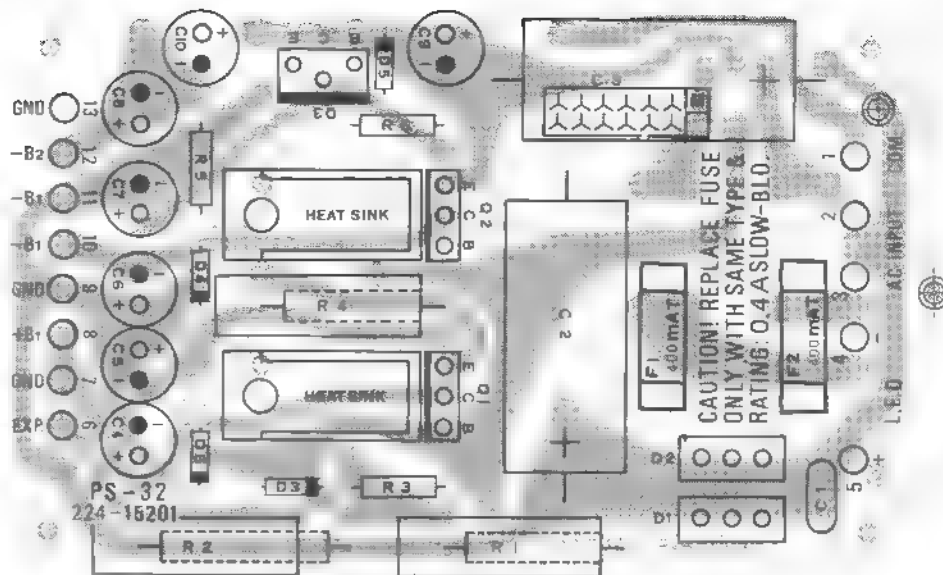 C10
+
B C E
D5
C9
+
C3
GND 13
C8
-
+
Q3
-B2 12
R5
-B1 11
C7
-
+
HEAT SINK
E
C
B
Q2
-B1 10
D4
GND 9
C6
-
+
R4
C2
+B1 8
C5
+
-
GND 7
HEAT SINK
E
C
B
Q1
EXP. 6
C4
-
+
D6
PS-32
224-15201
D3
R3
R2
R1
F1
400mAT
CAUTION! REPLACE FUSE
ONLY WITH SAME TYPE &
RATING: 0.4 A SLOW-BLO
F2
400mAT
D2
D1
C1
1
2
3
4
-
5
+
AC INPUT COM
L.E.D